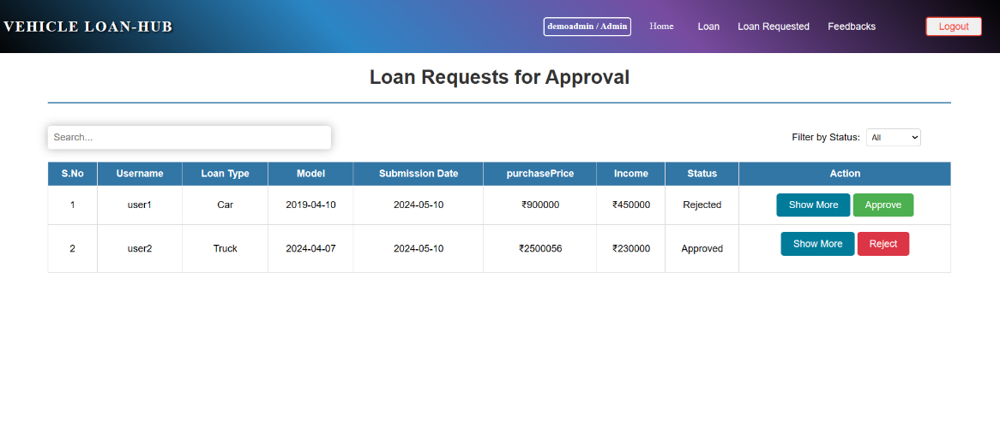 VEHICLE LOAN-HUB demoadmin / Admin Home Loan Loan Requested Feedbacks Logout
Loan Requests for Approval
Search... Filter by Status: All
S.No Username Loan Type Model Submission Date purchasePrice Income Status Action
1 user1 Car 2019-04-10 2024-05-10 ₹900000 ₹450000 Rejected Show More Approve
2 user2 Truck 2024-04-07 2024-05-10 ₹2500056 ₹230000 Approved Show More Reject